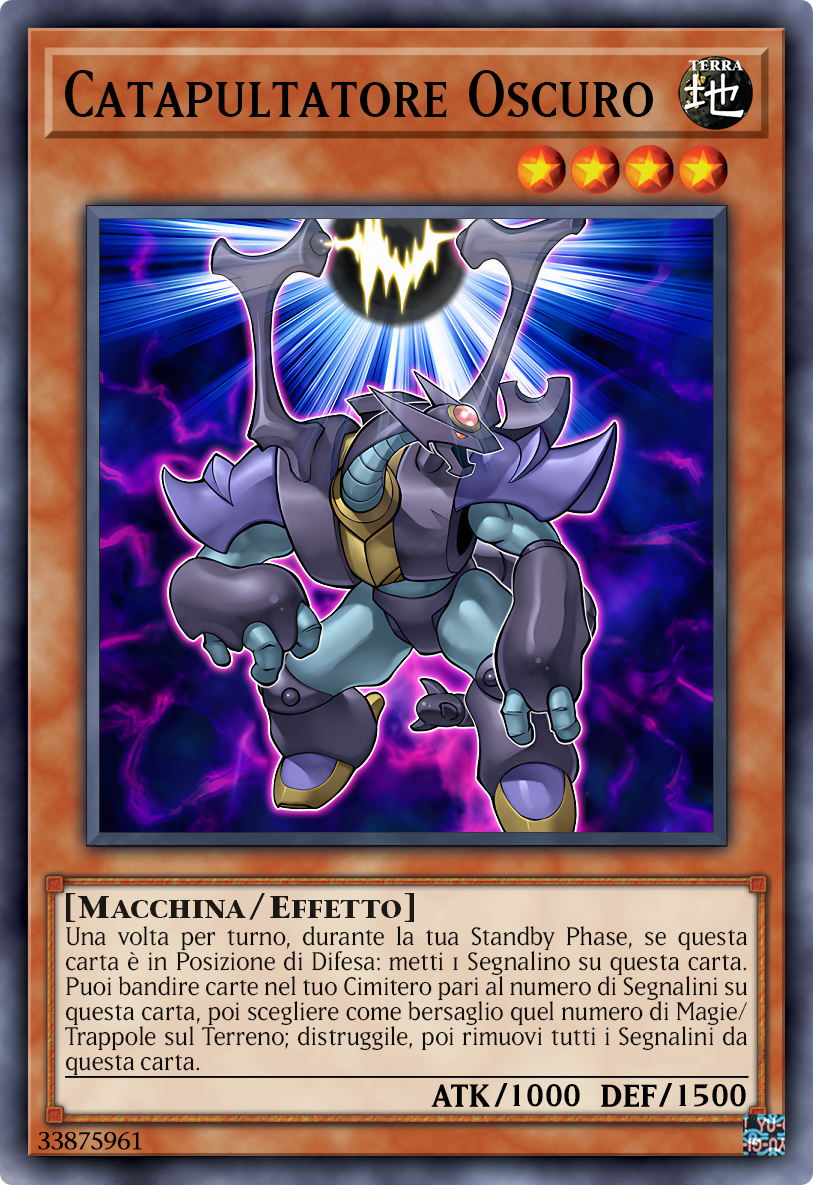 Catapultatore Oscuro
TERRA
地
[Macchina/Effetto]
Una volta per turno, durante la tua Standby Phase, se questa
carta è in Posizione di Difesa: metti 1 Segnalino su questa carta.
Puoi bandire carte nel tuo Cimitero pari al numero di Segnalini su
questa carta, poi scegliere come bersaglio quel numero di Magie/
Trappole sul Terreno; distruggile, poi rimuovi tutti i Segnalini da
questa carta.
ATK/1000 DEF/1500
33875961